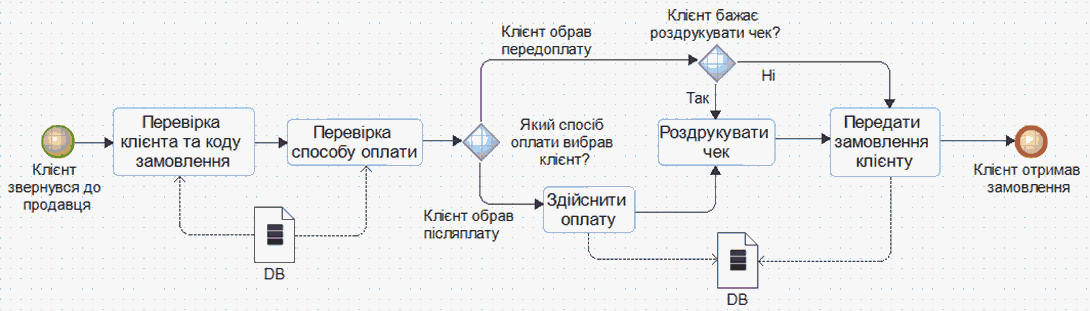 Клієнт
звернувся до
продавця
Перевірка
клієнта та коду
замовлення
Перевірка
способу оплати
DB
Клієнт обрав
передоплату
Який спосіб
оплати вибрав
клієнт?
Клієнт обрав
післяплату
Здійснити
оплату
Клієнт бажає
роздрукувати чек?
Так
Ні
Роздрукувати
чек
Передати
замовлення
клієнту
DB
Клієнт отримав
замовлення